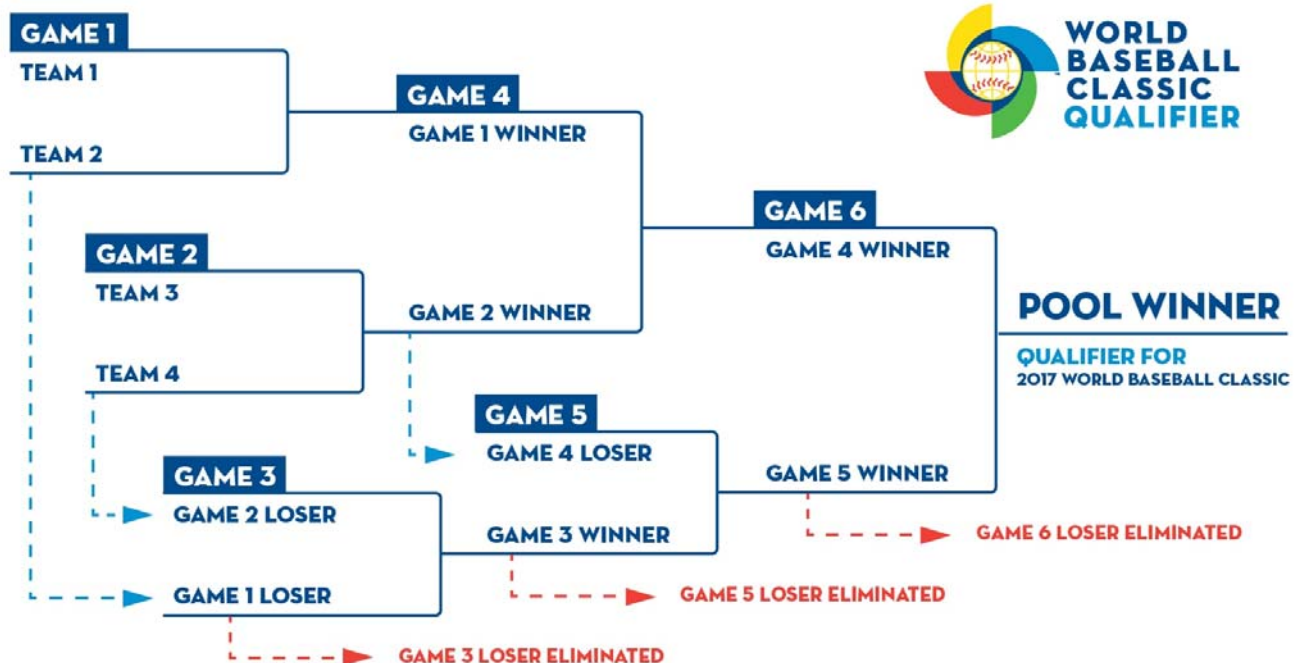 GAME 1
TEAM 1
TEAM 2
GAME 2
TEAM 3
TEAM 4
GAME 3
GAME 2 LOSER
GAME 1 LOSER
GAME 3 LOSER ELIMINATED
GAME 4
GAME 1 WINNER
GAME 2 WINNER
GAME 5
GAME 4 LOSER
GAME 3 WINNER
GAME 5 LOSER ELIMINATED
GAME 6
GAME 4 WINNER
GAME 5 WINNER
GAME 6 LOSER ELIMINATED
WORLD
BASEBALL
CLASSIC
QUALIFIER
POOL WINNER
QUALIFIER FOR
2017 WORLD BASEBALL CLASSIC